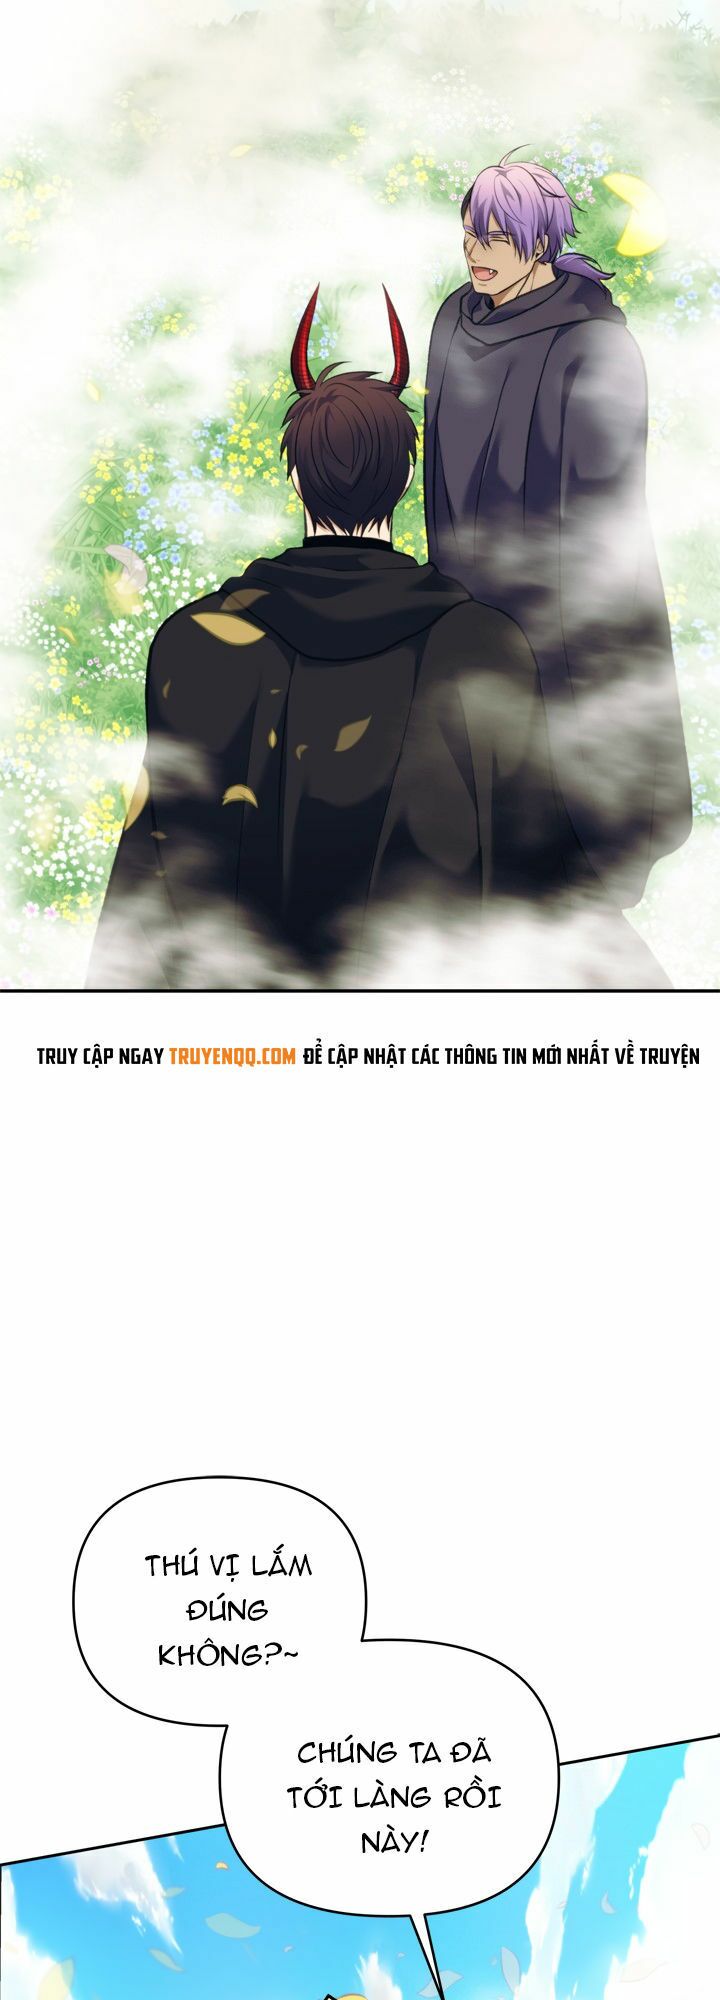 TRUY CẬP NGAY TRUYENQQ.COM ĐỂ CẬP NHẬT CÁC THÔNG TIN MỚI NHẤT VỀ TRUYỆN
THÚ VỊ LẮM
ĐÚNG
KHÔNG?~
CHÚNG TA ĐÃ
TỚI LÀNG RỒI
NÀY!